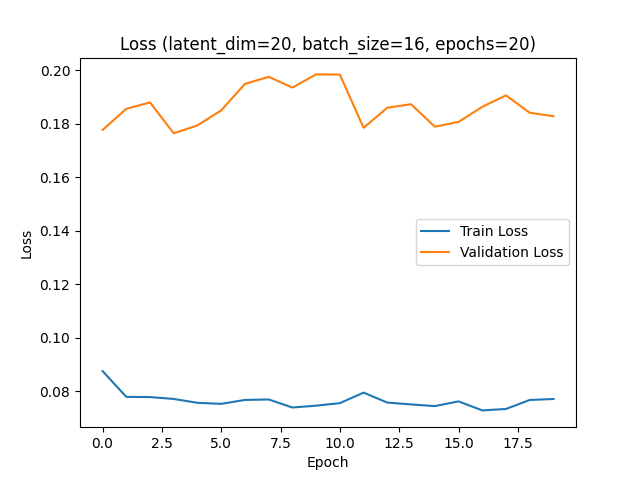 Loss (latent_dim=20, batch_size=16, epochs=20)
0.20
0.18
0.16
0.14
0.12
0.10
0.08
Loss
Train Loss
Validation Loss
0.0 2.5 5.0 7.5 10.0 12.5 15.0 17.5
Epoch